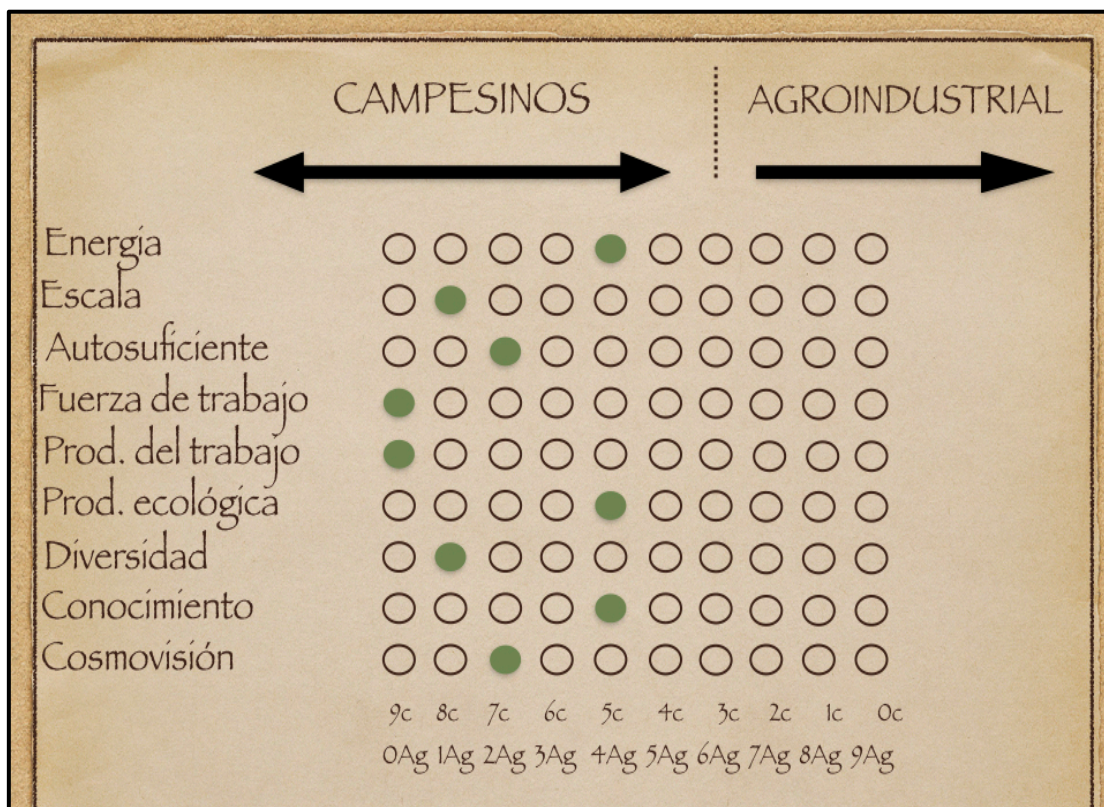 CAMPESINOS AGROINDUSTRIAL
Energia
Escala
Autosuficiente
Fuerza de trabajo
Prod. del trabajo
Prod. ecológica
Diversidad
Conocimiento
Cosmovisión
9c 8c 7c 6c 5c 4c 3c 2c 1c 0c
0Ag 1Ag 2Ag 3Ag 4Ag 5Ag 6Ag 7Ag 8Ag 9Ag